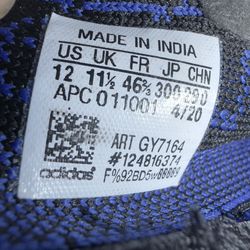 MADE IN INDIA
US UK FR JP CHN
12 11½ 46⅔ 300 290
APC 011001 4/20
ART GY7164
#124816374
adidas